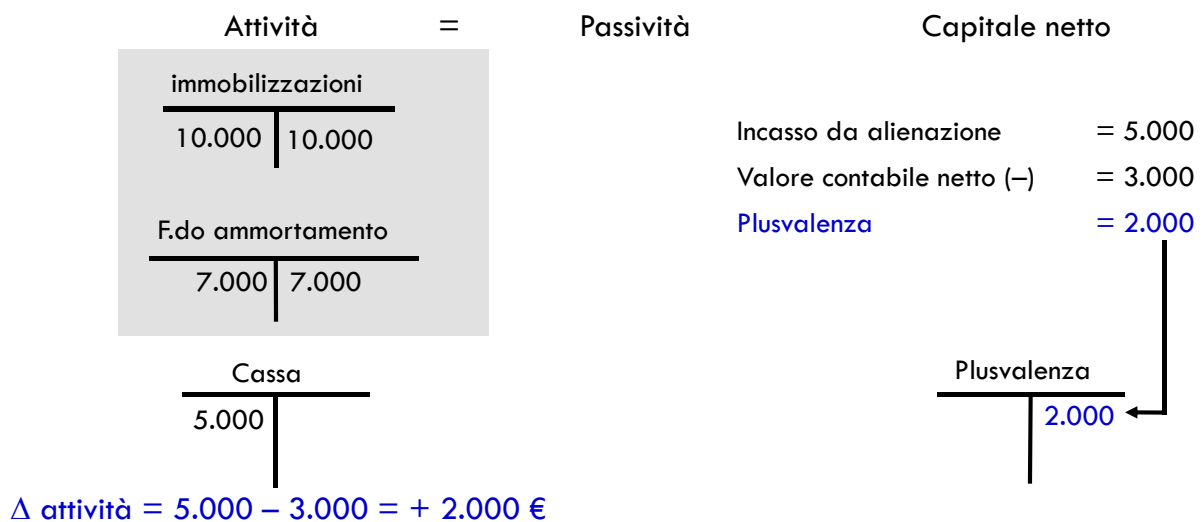 Attività = Passività Capitale netto
immobilizzazioni
10.000 10.000
Incasso da alienazione = 5.000
Valore contabile netto (–) = 3.000
Plusvalenza = 2.000
F.do ammortamento
7.000 7.000
Cassa
5.000
Plusvalenza
2.000
Δ attività = 5.000 – 3.000 = + 2.000 €